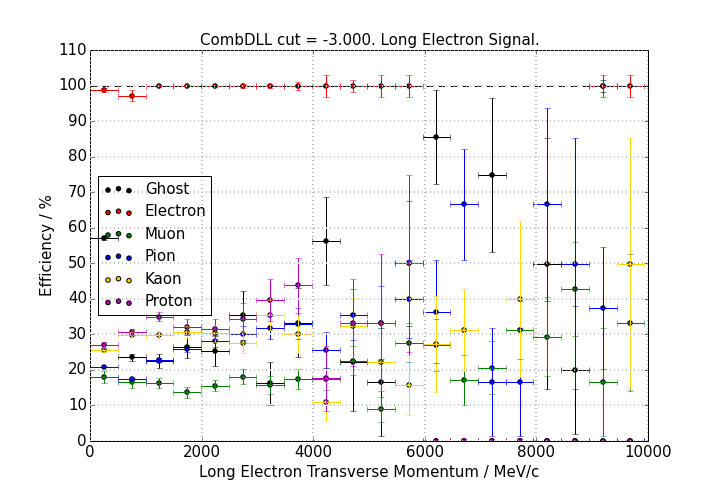 CombDLL cut = -3.000. Long Electron Signal.
110
100
90
80
70
60
50
40
30
20
10
0
Efficiency / %
Ghost
Electron
Muon
Pion
Kaon
Proton
0 2000 4000 6000 8000 10000
Long Electron Transverse Momentum / MeV/c